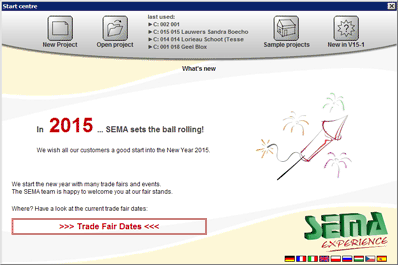 Start centre
last used:
►C: 002 001
►C: 015 015 Lauwers Sandra Boecho
►C: 014 014 Lorieau Schoot (Tesse
►C: 001 018 Geel Blox
New Project
Open project
Sample projects
New in V15-1
What's new
In 2015 ... SEMA sets the ball rolling!
We wish all our customers a good start into the New Year 2015.
We start the new year with many trade fairs and events.
The SEMA team is happy to welcome you at our fair stands.
Where? Have a look at the current trade fair dates:
>>> Trade Fair Dates <<<
SEMA
EXPERIENCE